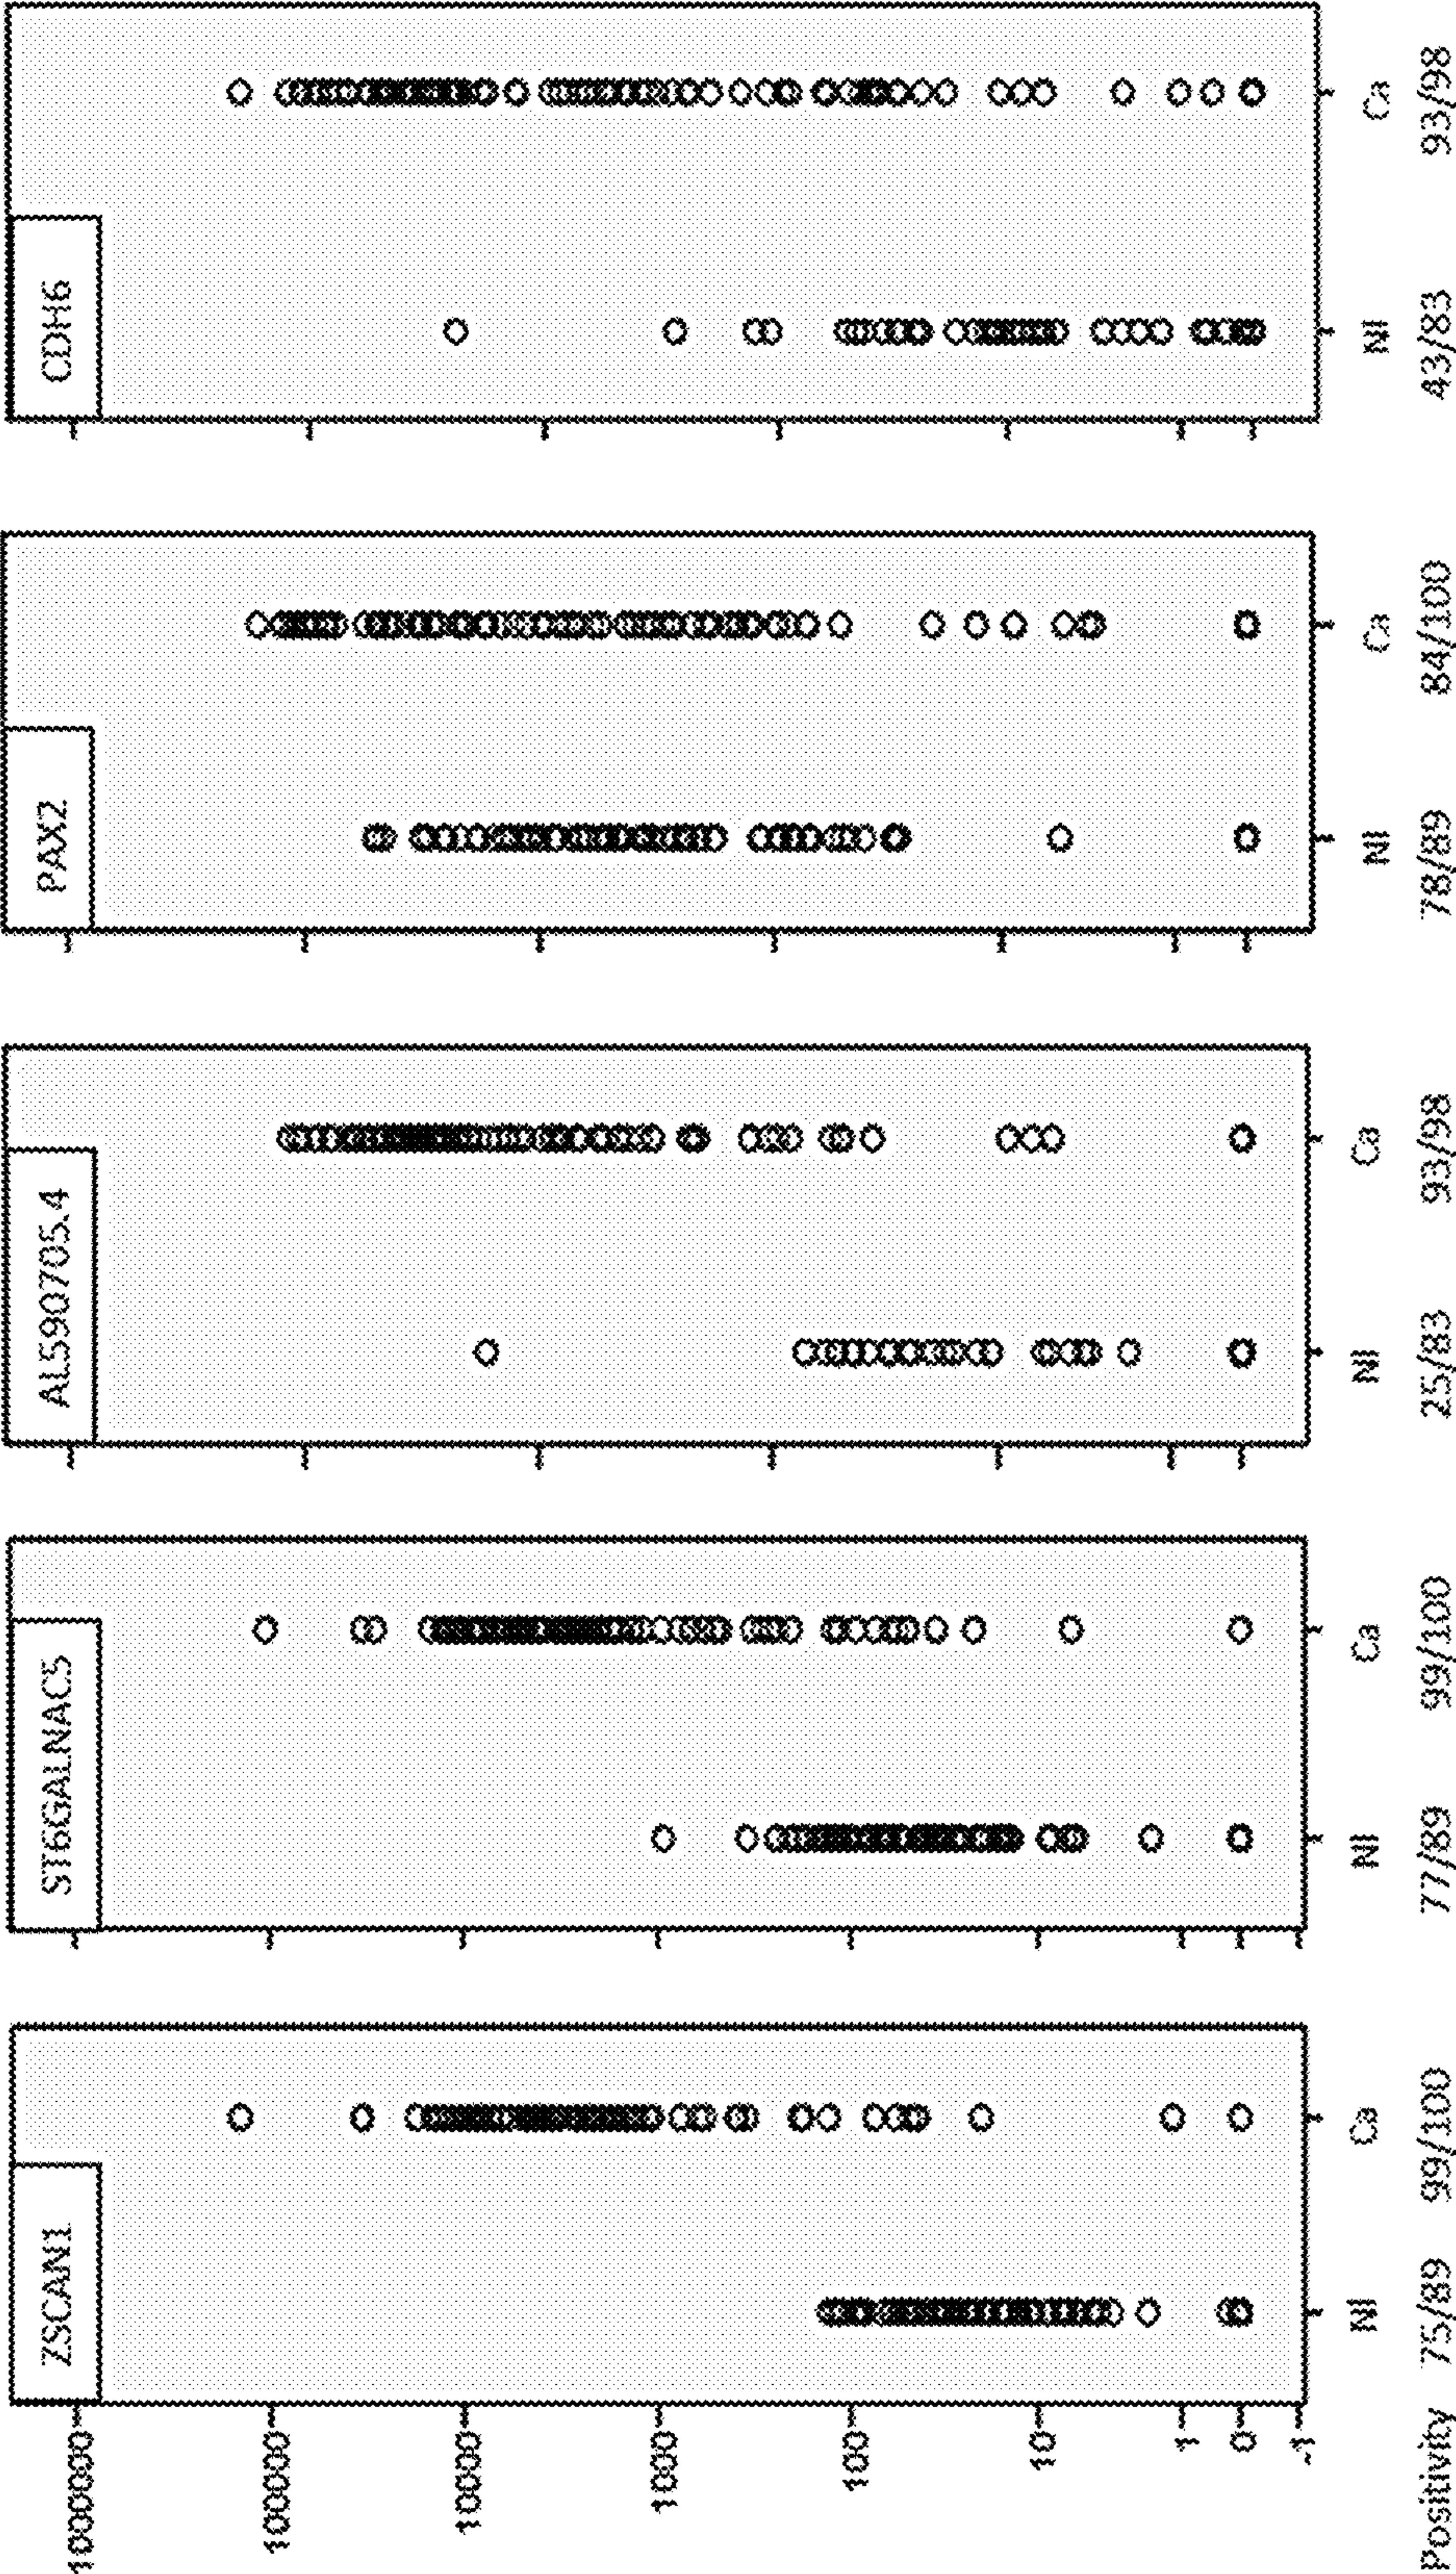 ZSCAN1
ST6GALNAC5
AL590705.4
PAX2
CDH6
1000000
100000
10000
1000
100
10
1
0
-1
Nl Ca Nl Ca Nl Ca Nl Ca Nl Ca
Positivity 75/89 99/100 77/89 99/100 25/83 93/98 78/89 84/100 43/83 93/98